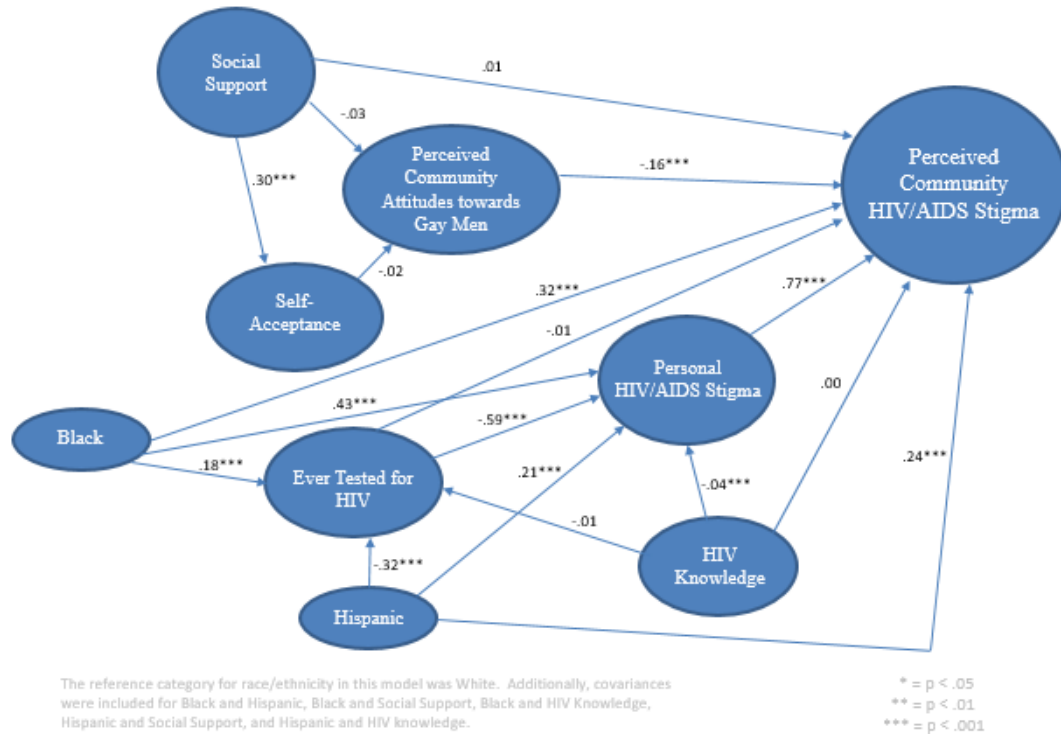 Social
Support
.01
-.03
Perceived
Community
Attitudes towards
Gay Men
-.16***
Perceived
Community
HIV/AIDS Stigma
.30***
-.02
Self-
Acceptance
.32***
-.01
.77***
Personal
HIV/AIDS Stigma
.00
Black
.43***
-.59***
.18***
Ever Tested for
HIV
.21***
-.04***
.24***
-.01
HIV
Knowledge
-.32***
Hispanic
The reference category for race/ethnicity in this model was White. Additionally, covariances
were included for Black and Hispanic, Black and Social Support, Black and HIV Knowledge,
Hispanic and Social Support, and Hispanic and HIV knowledge.
* = p < .05
** = p < .01
*** = p < .001